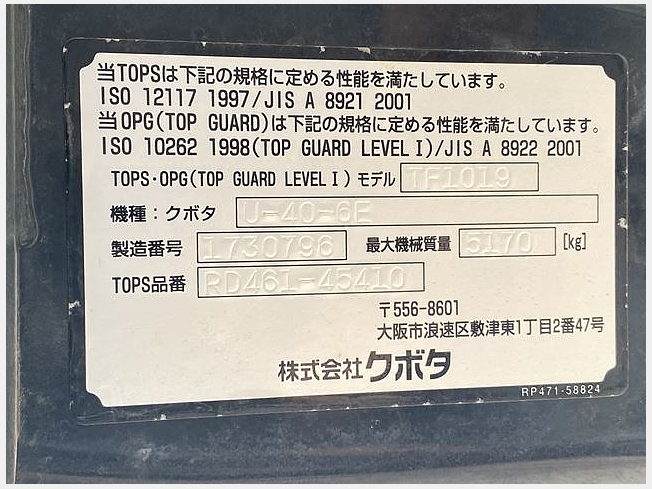 当TOPSは下記の規格に定める性能を満たしています。
ISO 12117 1997/JIS A 8921 2001
当OPG(TOP GUARD)は下記の規格に定める性能を満たしています。
ISO 10262 1998(TOP GUARD LEVEL I)/JIS A 8922 2001
TOPS・OPG(TOP GUARD LEVEL I) モデル TF1019
機種：クボタ U-40-6E
製造番号 1730796 最大機械質量 5170 [kg]
TOPS品番 RD461-45410
〒556-8601
大阪市浪速区敷津東1丁目2番47号
株式会社クボタ
RP471-58824